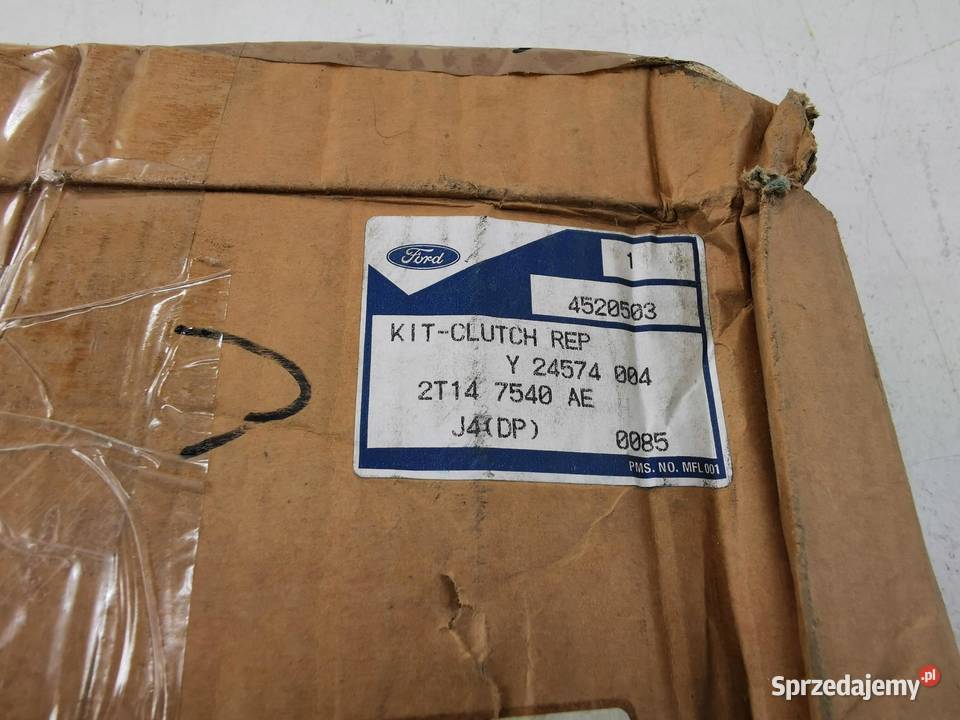 Ford
1
4520503
KIT-CLUTCH REP
Y 24574 004
2T14 7540 AE
J4(DP) 0085
PMS. NO. MFL001
Sprzedajemy.pl